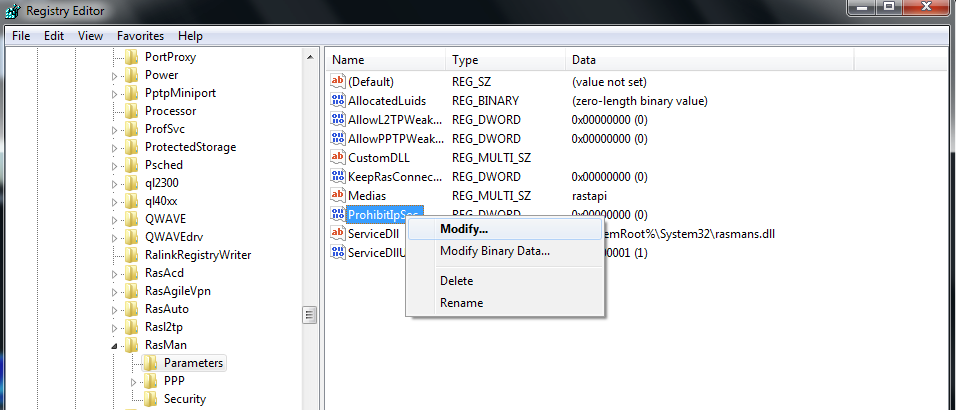 Registry Editor
File Edit View Favorites Help
PortProxy
Power
PptpMiniport
Processor
ProfSvc
ProtectedStorage
Psched
ql2300
ql40xx
QWAVE
QWAVEdrv
RalinkRegistryWriter
RasAcd
RasAgileVpn
RasAuto
Rasl2tp
RasMan
Parameters
PPP
Security
Name Type Data
(Default) REG_SZ (value not set)
AllocatedLuids REG_BINARY (zero-length binary value)
AllowL2TPWeak... REG_DWORD 0x00000000 (0)
AllowPPTPWeak... REG_DWORD 0x00000000 (0)
CustomDLL REG_MULTI_SZ
KeepRasConnec... REG_DWORD 0x00000000 (0)
Medias REG_MULTI_SZ rastapi
ProhibitIpSec REG_DWORD 0x00000000 (0)
ServiceDll emRoot%\System32\rasmans.dll
ServiceDllU 00001 (1)
Modify...
Modify Binary Data...
Delete
Rename